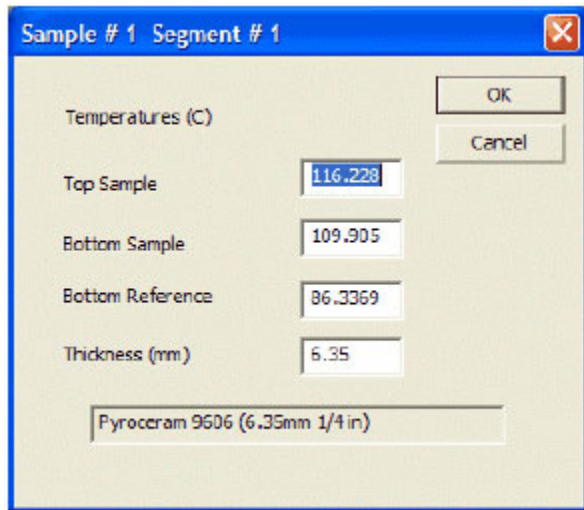 Sample # 1 Segment # 1
OK
Temperatures (C)
Cancel
Top Sample 116.228
Bottom Sample 109.905
Bottom Reference 86.3369
Thickness (mm) 6.35
Pyroceram 9606 (6.35mm 1/4 in)